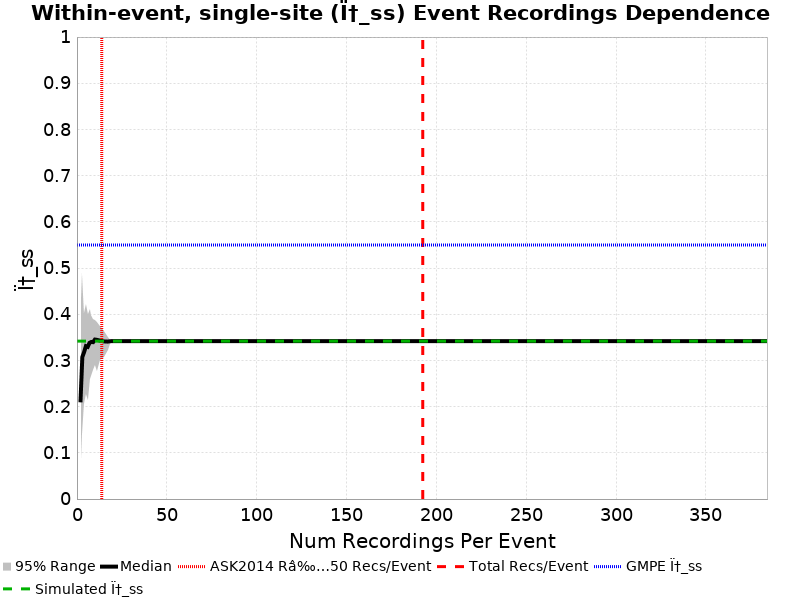 Within-event, single-site (Ï†_ss) Event Recordings Dependence
1
0.9
0.8
0.7
0.6
0.5
0.4
0.3
0.2
0.1
0
Ï†_ss
0 50 100 150 200 250 300 350
Num Recordings Per Event
95% Range Median ASK2014 Râ‰…50 Recs/Event Total Recs/Event GMPE Ï†_ss
Simulated Ï†_ss